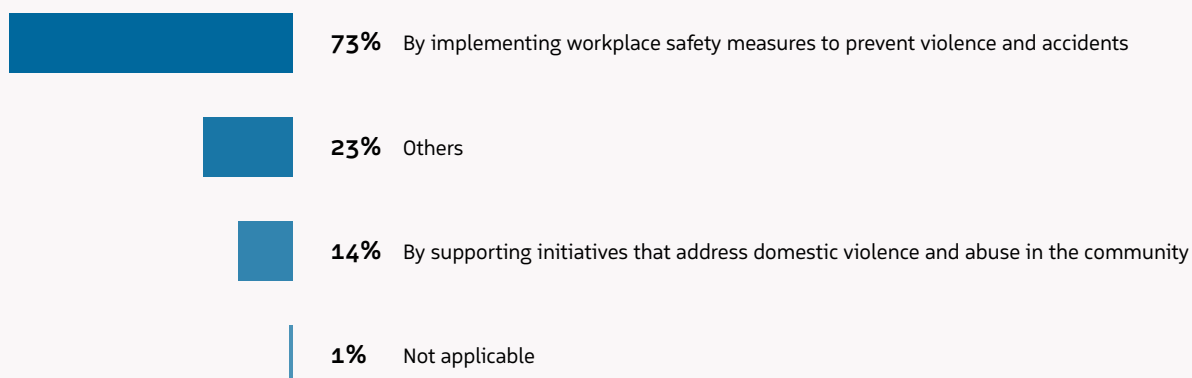 73% By implementing workplace safety measures to prevent violence and accidents
23% Others
14% By supporting initiatives that address domestic violence and abuse in the community
1% Not applicable